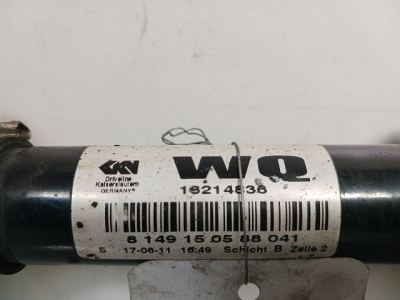 GKN
WQ
Driveline
Kaiserslautern
GERMANY*
16214838
8 149 15 05 88 041
S 17-06-11 16:49 Schicht B Zelle 2